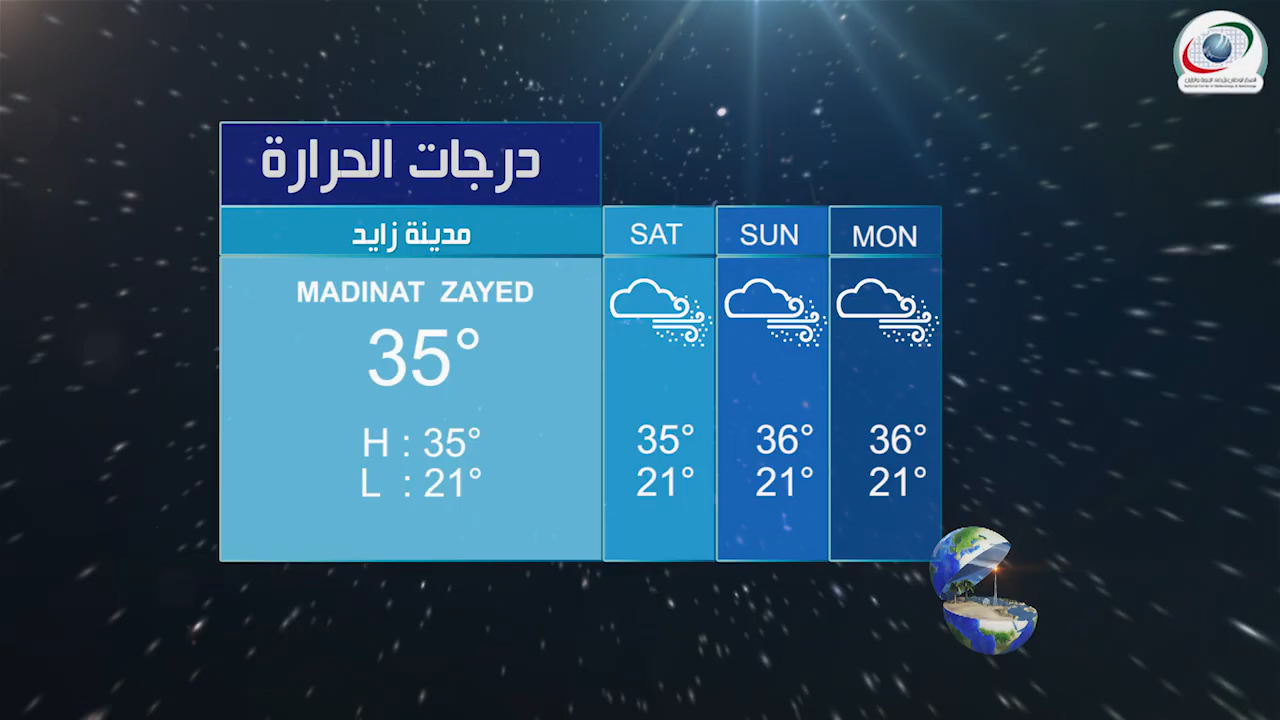 درجات الحرارة
مدينة زايد
SAT
SUN
MON
MADINAT ZAYED
35°
H : 35°
L : 21°
35°
21°
36°
21°
36°
21°